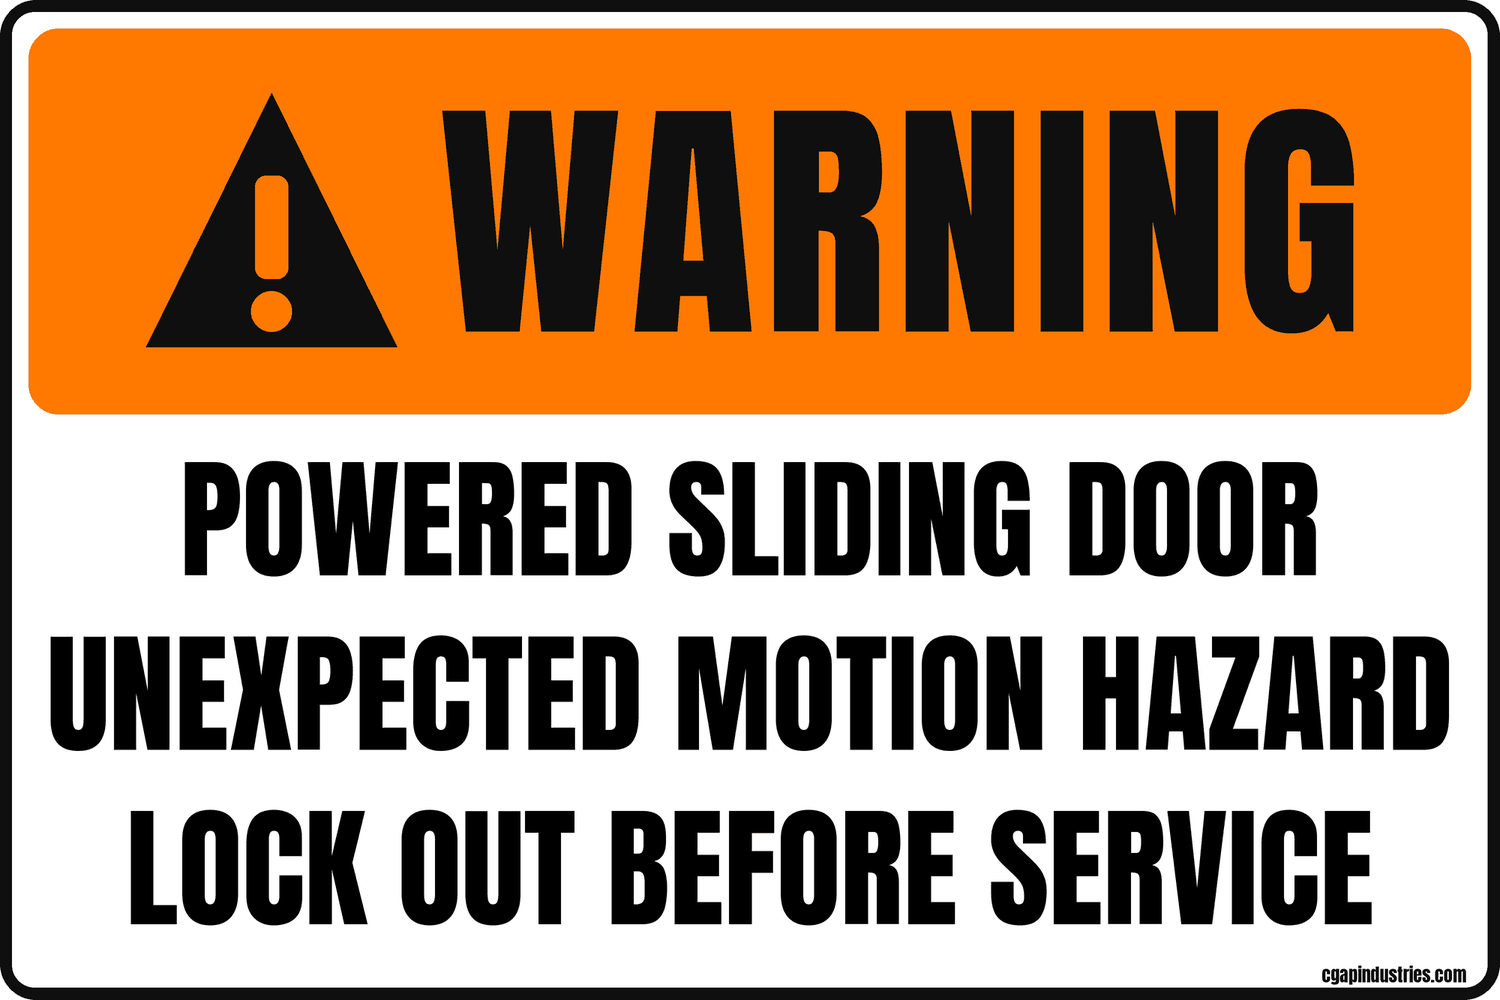 WARNING
POWERED SLIDING DOOR
UNEXPECTED MOTION HAZARD
LOCK OUT BEFORE SERVICE
cgapindustries.com